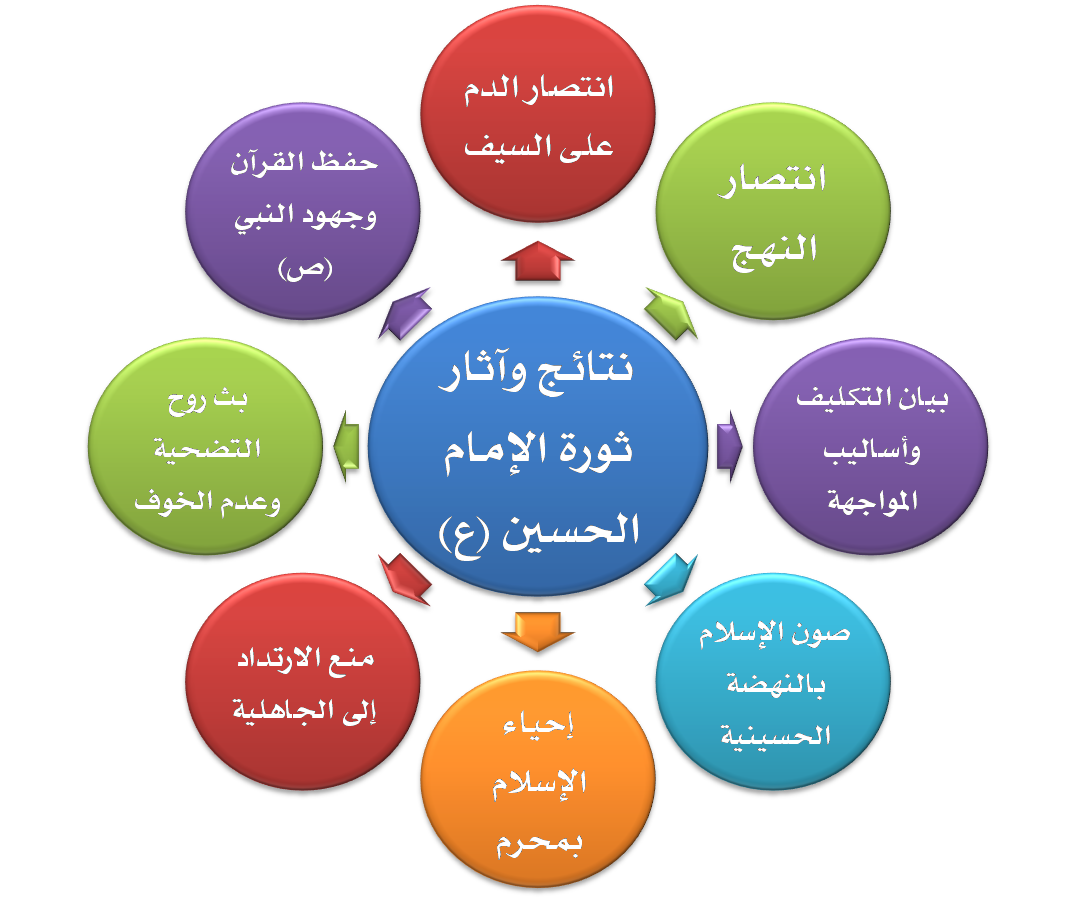 نتائج وآثار
ثورة الإمام
الحسين (ع)
انتصار الدم
على السيف
انتصار
النهج
بيان التكليف
وأساليب
المواجهة
صون الإسلام
بالنهضة
الحسينية
إحياء
الإسلام
بمحرم
منع الارتداد
إلى الجاهلية
بث روح
التضحية
وعدم الخوف
حفظ القرآن
وجهود النبي
(ص)